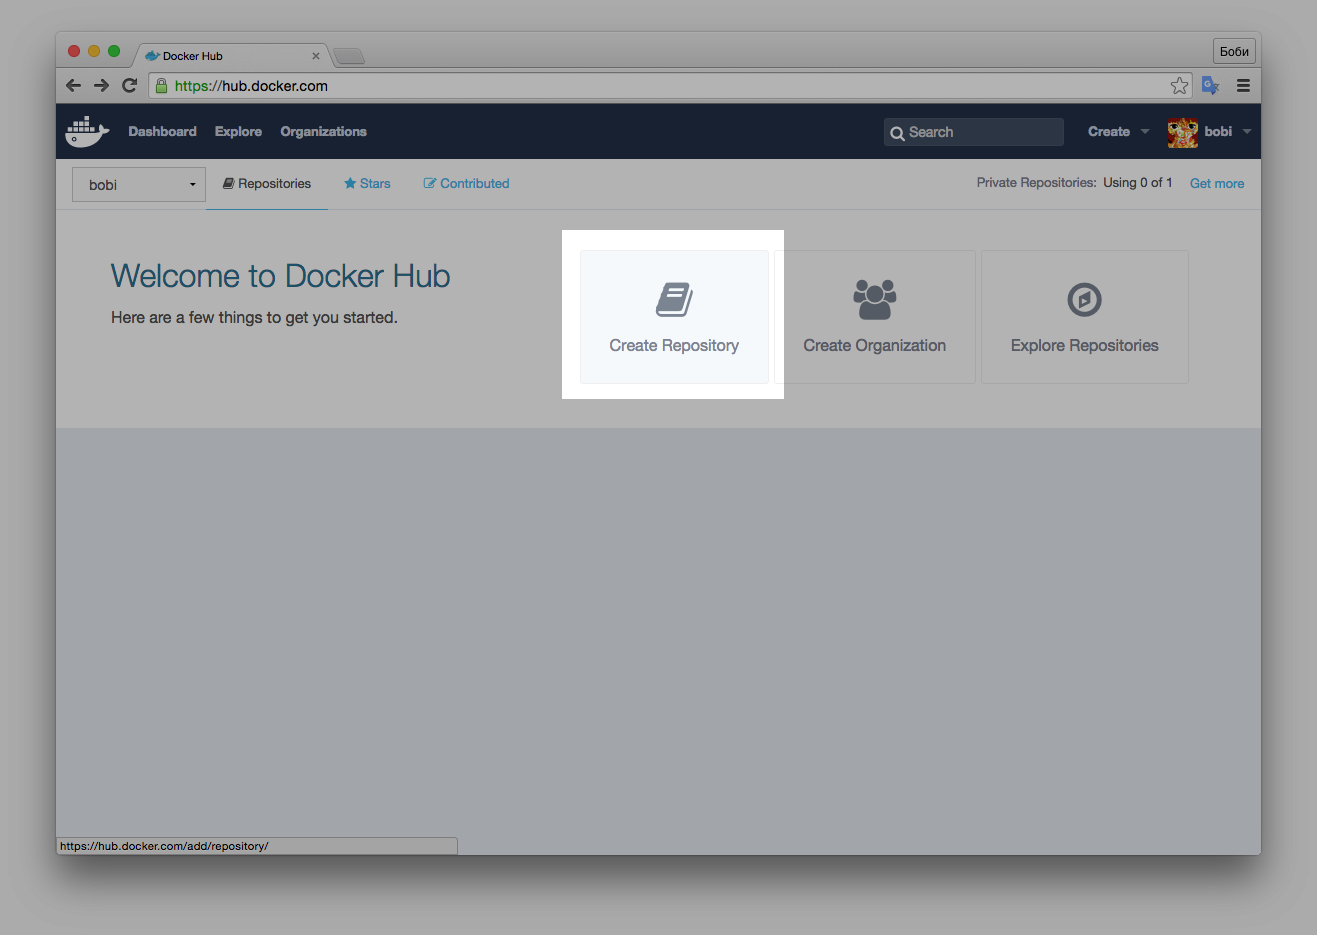 Docker Hub
Боби
https://hub.docker.com
Dashboard Explore Organizations
Search
Create
bobi
bobi
Repositories
Stars
Contributed
Private Repositories: Using 0 of 1 Get more
Welcome to Docker Hub
Here are a few things to get you started.
Create Repository
Create Organization
Explore Repositories
https://hub.docker.com/add/repository/